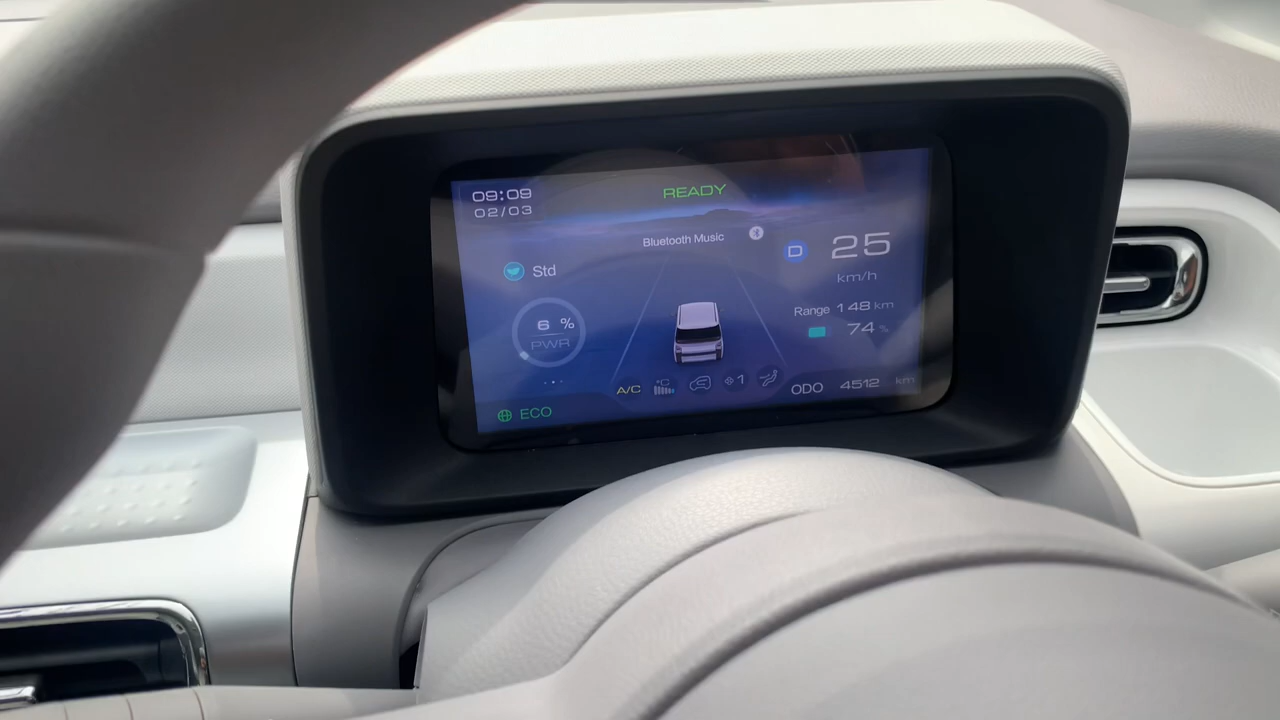 09:09
02/03
READY
Bluetooth Music
D
25
km/h
Std
6 %
PWR
Range 148 km
74 %
A/C
°C
1
ODO 4512 km
ECO